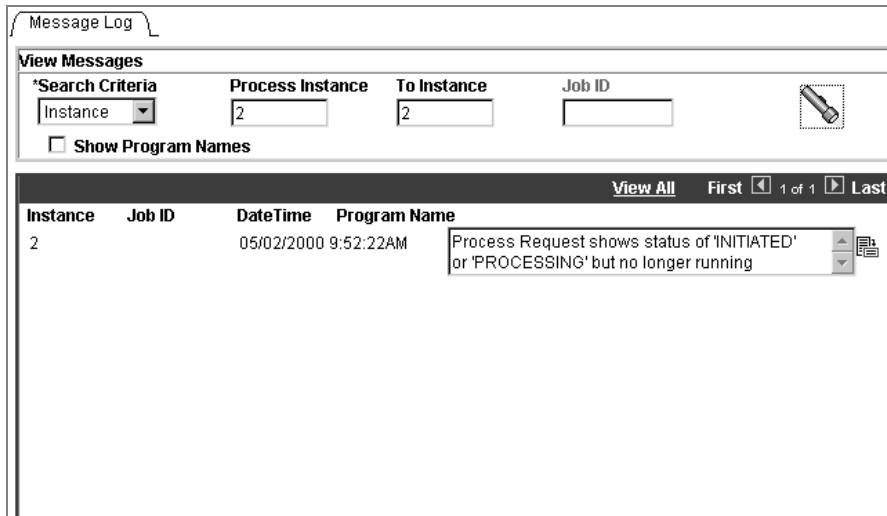 Message Log
View Messages
*Search Criteria Process Instance To Instance Job ID
Instance 2 2
Show Program Names
View All First 1 of 1 Last
Instance Job ID DateTime Program Name
2 05/02/2000 9:52:22AM Process Request shows status of 'INITIATED'
or 'PROCESSING' but no longer running